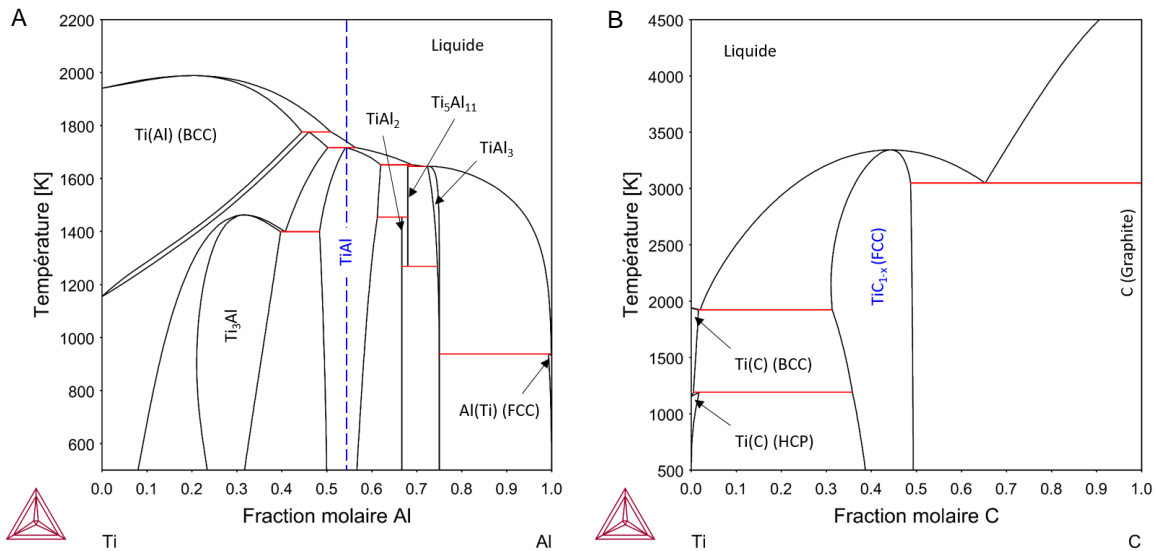 A
2200
2000
1800
1600
1400
1200
1000
800
600
Température [K]
Liquide
Ti(Al) (BCC)
TiAl2
Ti5Al11
TiAl3
TiAl
Ti3Al
Al(Ti) (FCC)
0.0 0.1 0.2 0.3 0.4 0.5 0.6 0.7 0.8 0.9 1.0
Fraction molaire Al
Ti Al
B
4500
4000
3500
3000
2500
2000
1500
1000
500
Température [K]
Liquide
TiC1-x (FCC)
C (Graphite)
Ti(C) (BCC)
Ti(C) (HCP)
0.0 0.1 0.2 0.3 0.4 0.5 0.6 0.7 0.8 0.9 1.0
Fraction molaire C
Ti C